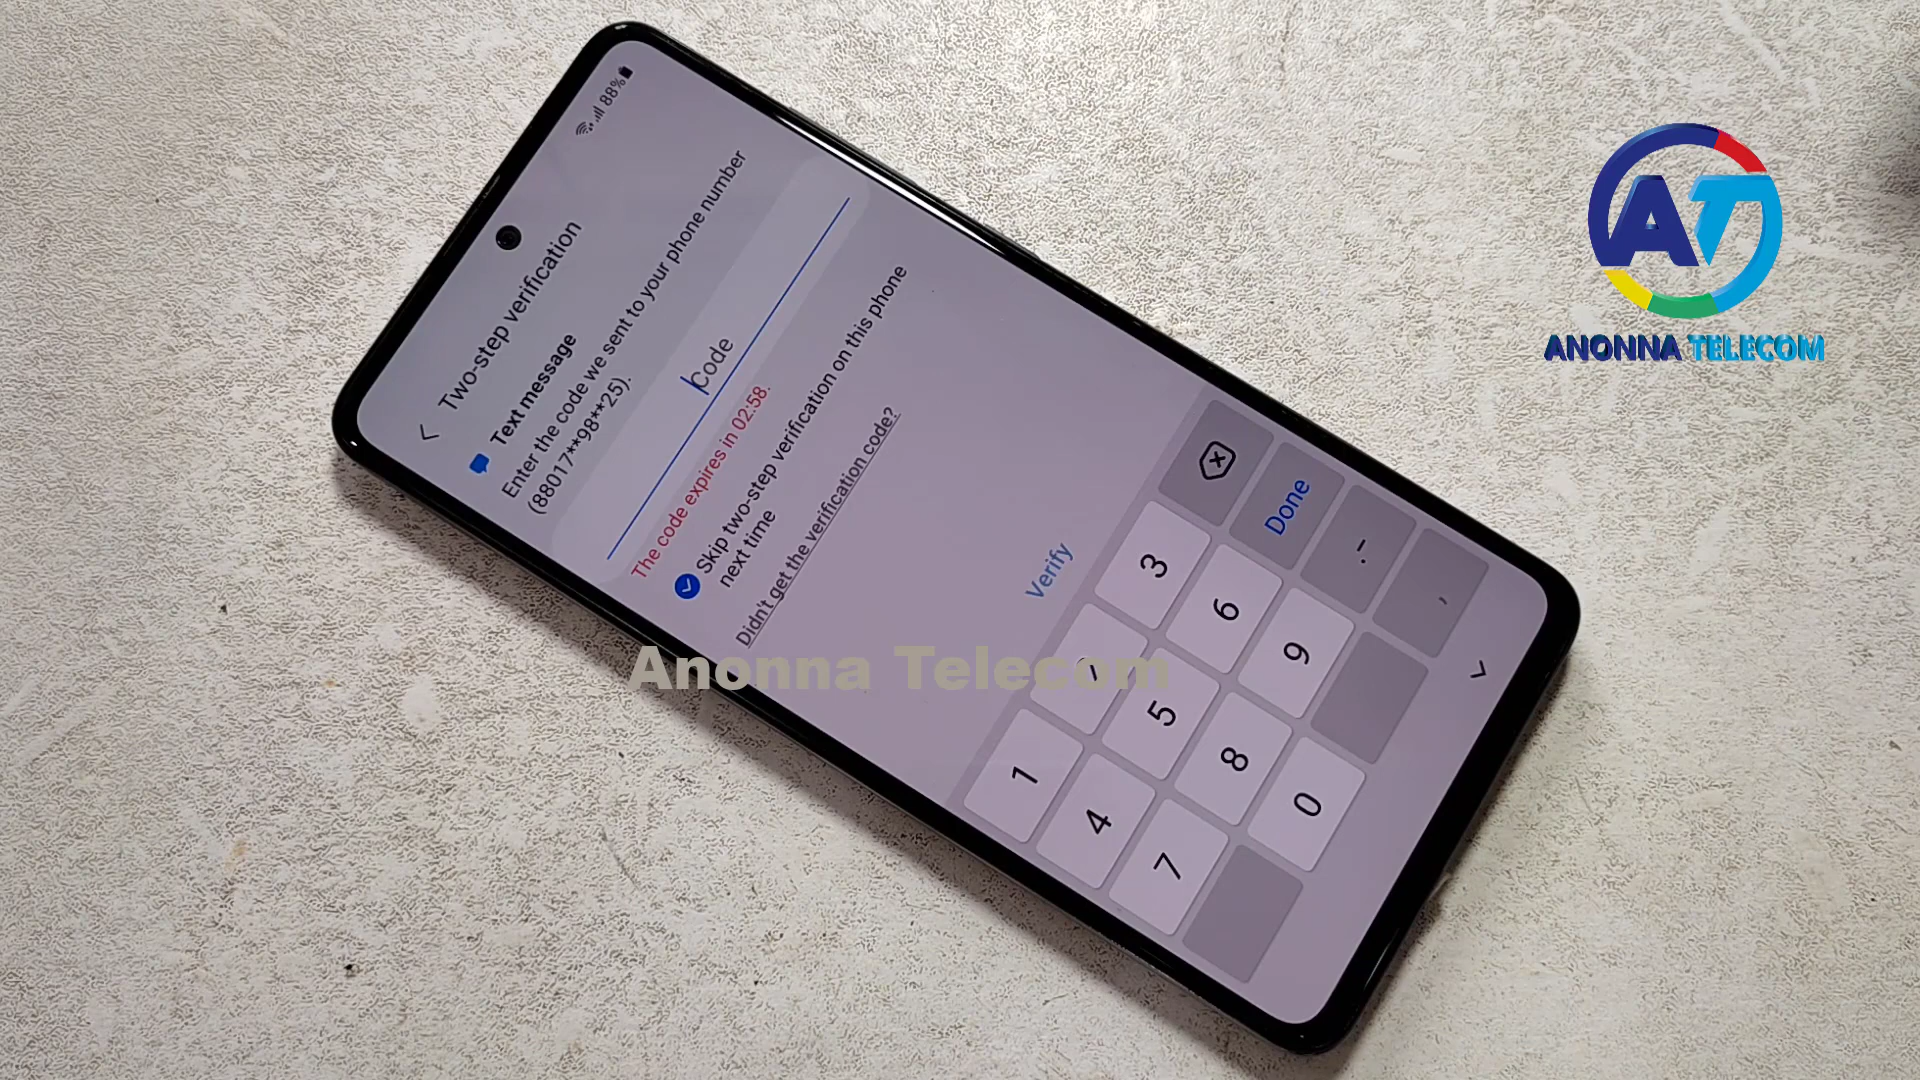 88%
Two-step verification
Text message
Enter the code we sent to your phone number
(88017**98**25).
Code
The code expires in 02:58.
Skip two-step verification on this phone
next time
Didn't get the verification code?
Verify
1 3
4 5 6 Done
7 8 9 .-
0 ,
Anonna Telecom
AT
ANONNA TELECOM